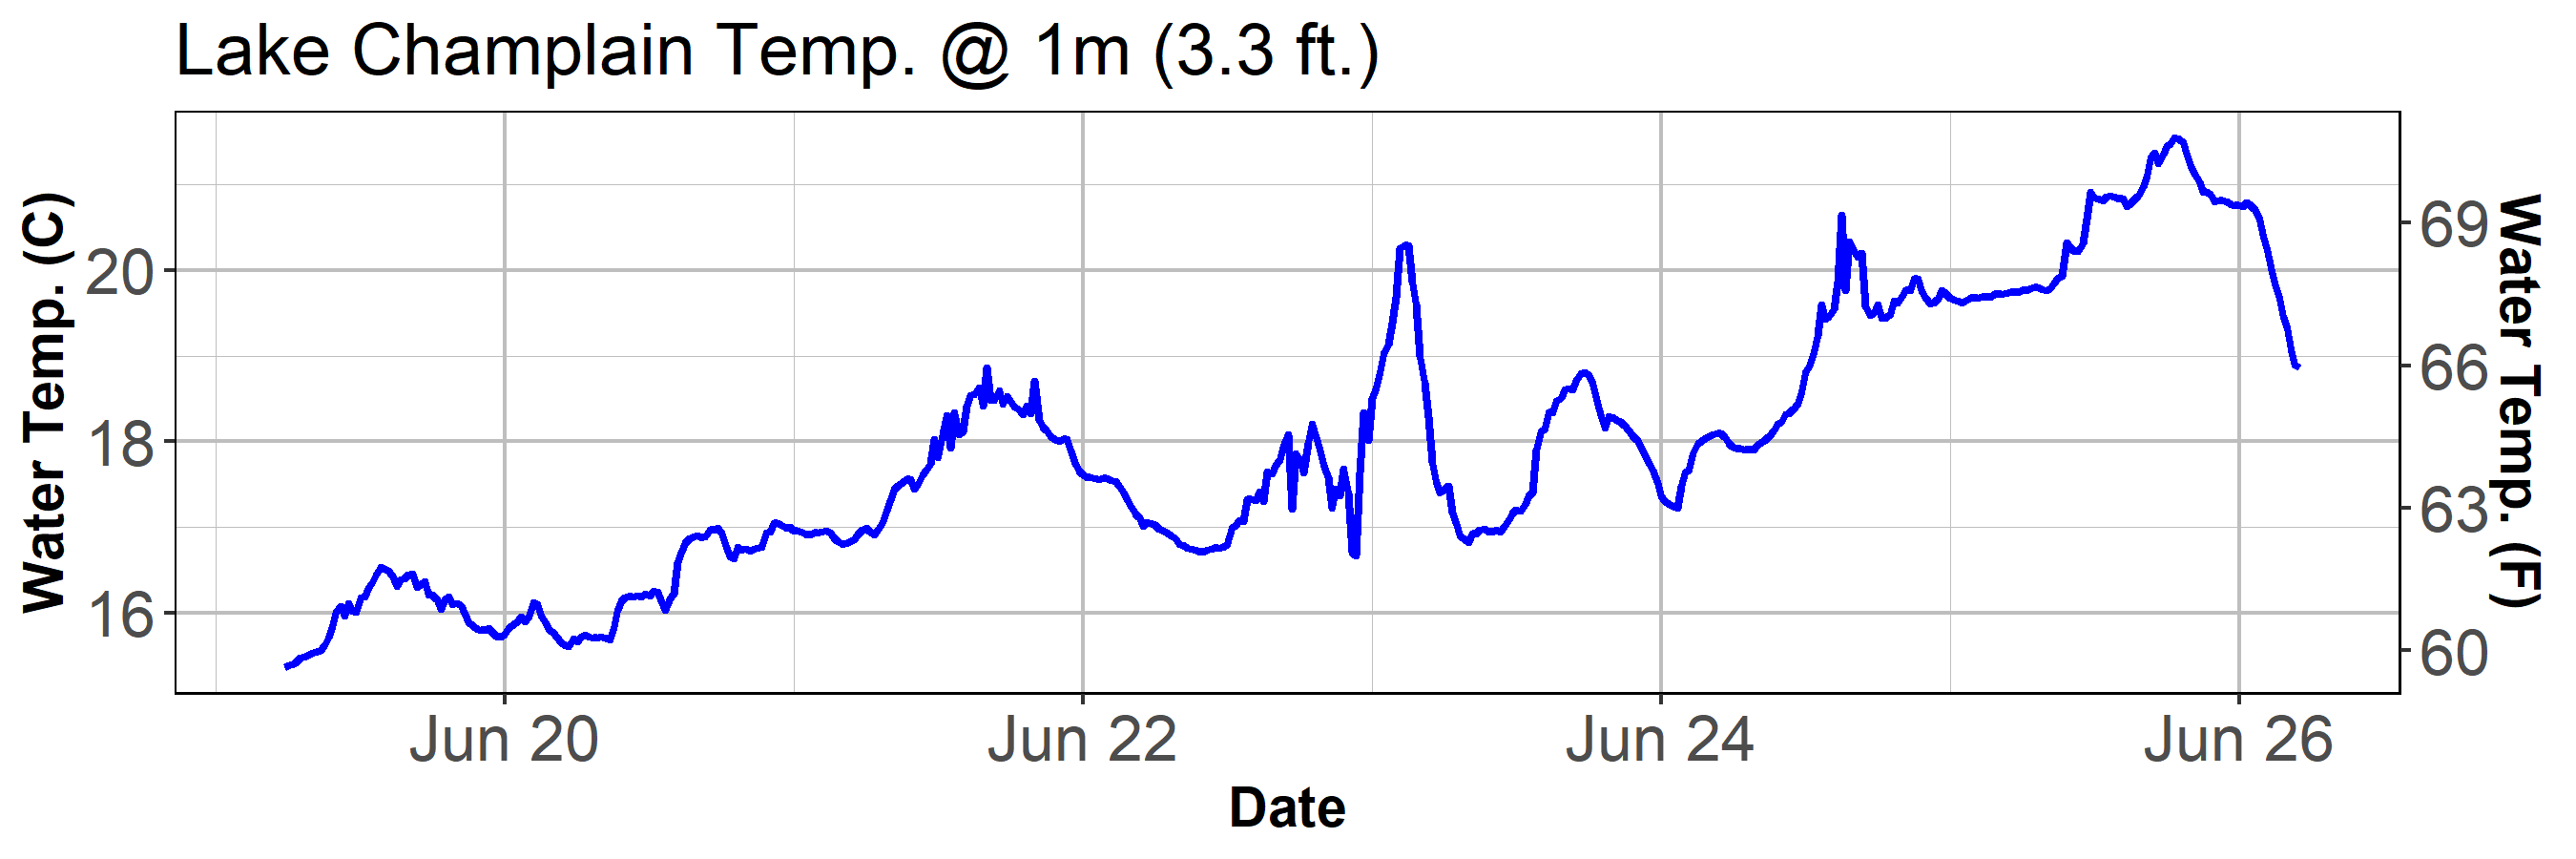 Lake Champlain Temp. @ 1m (3.3 ft.)
Water Temp. (C)
20
18
16
69
66
63
60
Water Temp. (F)
Jun 20
Jun 22
Jun 24
Jun 26
Date